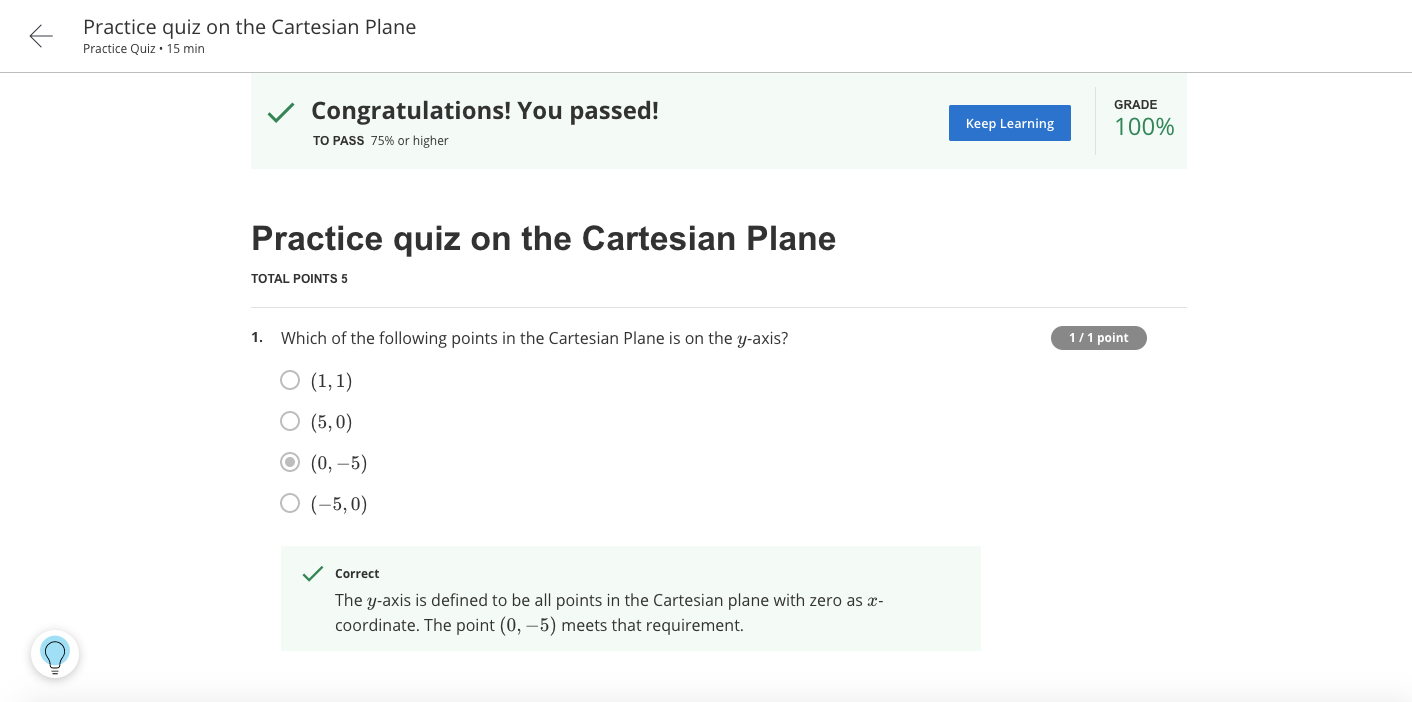 Practice quiz on the Cartesian Plane
Practice Quiz • 15 min
Congratulations! You passed!
TO PASS 75% or higher
Keep Learning
GRADE
100%
Practice quiz on the Cartesian Plane
TOTAL POINTS 5
1. Which of the following points in the Cartesian Plane is on the y-axis?
1 / 1 point
(1, 1)
(5, 0)
(0, −5)
(−5, 0)
Correct
The y-axis is defined to be all points in the Cartesian plane with zero as x-
coordinate. The point (0, −5) meets that requirement.